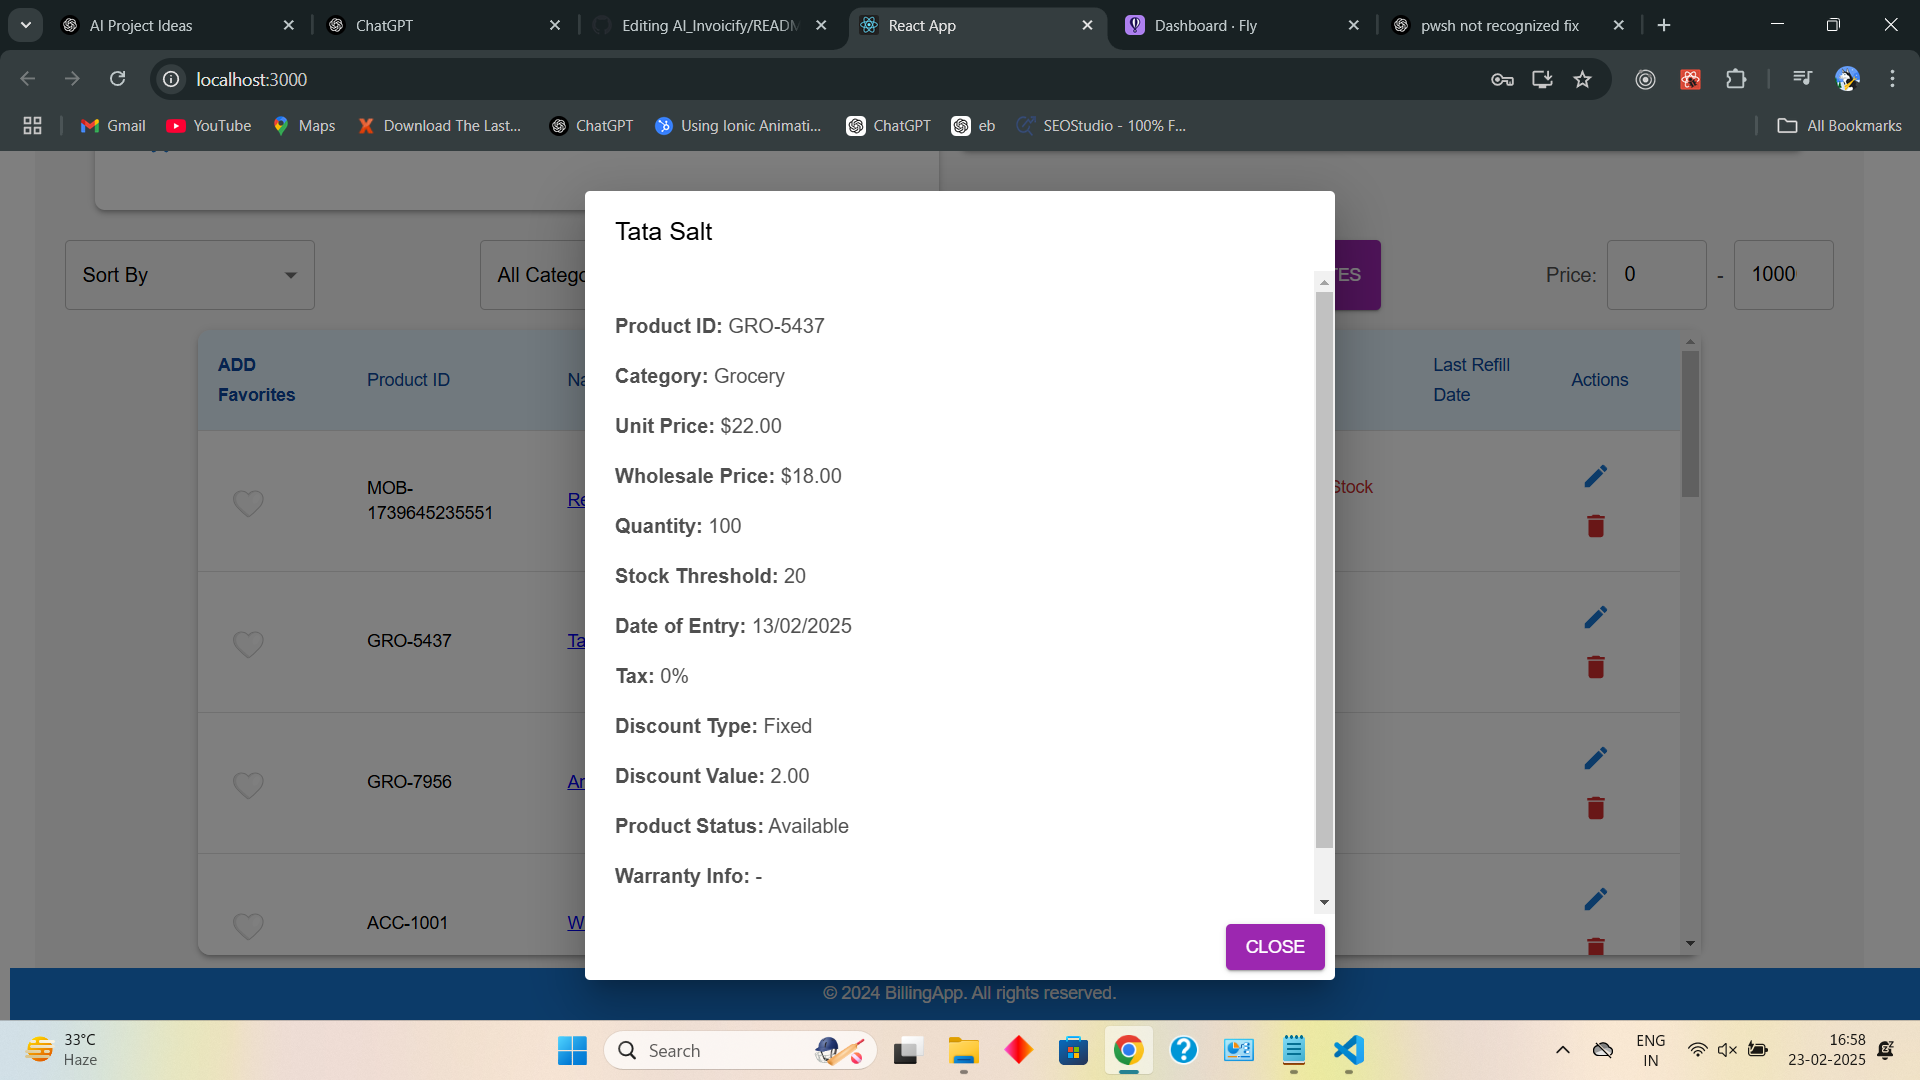 AI Project Ideas
ChatGPT
Editing AI_Invoicify/READM
React App
Dashboard · Fly
pwsh not recognized fix
localhost:3000
Gmail
YouTube
Maps
Download The Last...
ChatGPT
Using Ionic Animati...
ChatGPT
eb
SEOStudio - 100% F...
All Bookmarks
Sort By
All Catego
TES
Price:
0
-
1000
ADD
Favorites
Product ID
Na
Last Refill
Date
Actions
MOB-
1739645235551
Re
Stock
GRO-5437
Ta
GRO-7956
Ar
ACC-1001
W
Tata Salt
Product ID: GRO-5437
Category: Grocery
Unit Price: $22.00
Wholesale Price: $18.00
Quantity: 100
Stock Threshold: 20
Date of Entry: 13/02/2025
Tax: 0%
Discount Type: Fixed
Discount Value: 2.00
Product Status: Available
Warranty Info: -
CLOSE
© 2024 BillingApp. All rights reserved.
33°C
Haze
Search
ENG
IN
16:58
23-02-2025